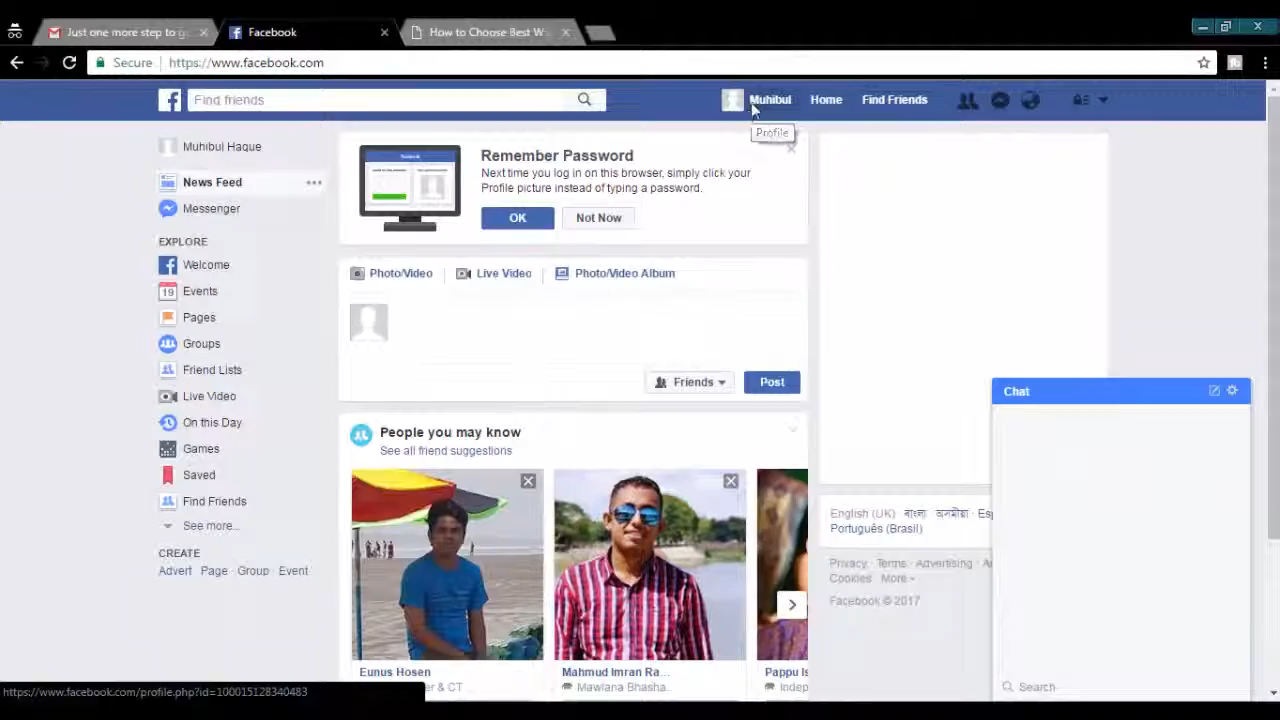 Just one more step to g
Facebook
How to Choose Best W
Secure
https://www.facebook.com
Find friends
Muhibul
Home
Find Friends
Profile
Muhibul Haque
News Feed
Messenger
EXPLORE
Welcome
19
Events
Pages
Groups
Friend Lists
Live Video
On this Day
Games
Saved
Find Friends
See more...
CREATE
Advert · Page · Group · Event
Remember Password
Next time you log in on this browser, simply click your
Profile picture instead of typing a password.
OK
Not Now
Photo/Video
Live Video
Photo/Video Album
Friends
Post
People you may know
See all friend suggestions
Eunus Hosen
er & CT ..
Mahmud Imran Ra...
Mawlana Bhasha..
Pappu Is
Indep
English (UK) · বাংলা · অসমীয়া · Esp
Português (Brasil)
Privacy · Terms · Advertising · A
Cookies · More
Facebook © 2017
Chat
Search
https://www.facebook.com/profile.php?id=100015128340483